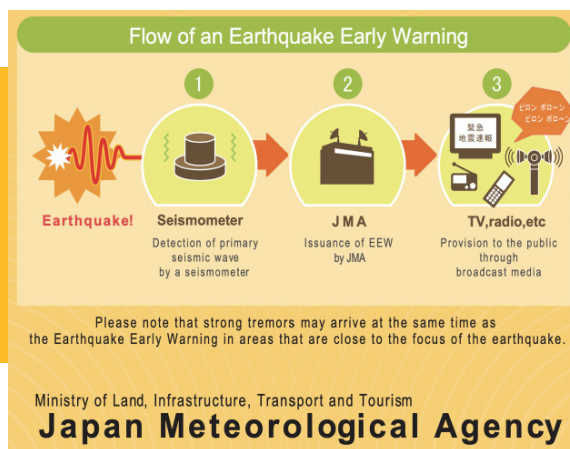 Flow of an Earthquake Early Warning
1
2
3
ピロン ポローン
ピロン ポローン
緊急
地震速報
Earthquake!
Seismometer
Detection of primary
seismic wave
by a seismometer
JMA
Issuance of EEW
by JMA
TV,radio,etc
Provision to the public
through
broadcast media
Please note that strong tremors may arrive at the same time as
the Earthquake Early Warning in areas that are close to the focus of the earthquake.
Ministry of Land, Infrastructure, Transport and Tourism
Japan Meteorological Agency